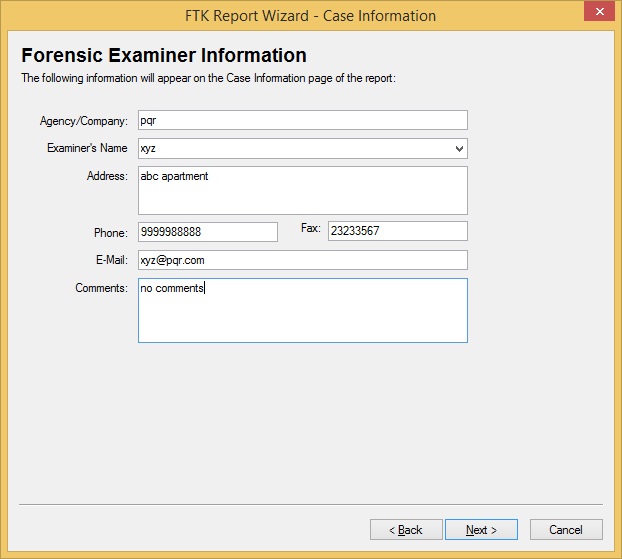 FTK Report Wizard - Case Information
Forensic Examiner Information
The following information will appear on the Case Information page of the report:
Agency/Company: pqr
Examiner's Name xyz
Address: abc apartment
Phone: 9999988888 Fax: 23233567
E-Mail: xyz@pqr.com
Comments: no comments
< Back Next > Cancel